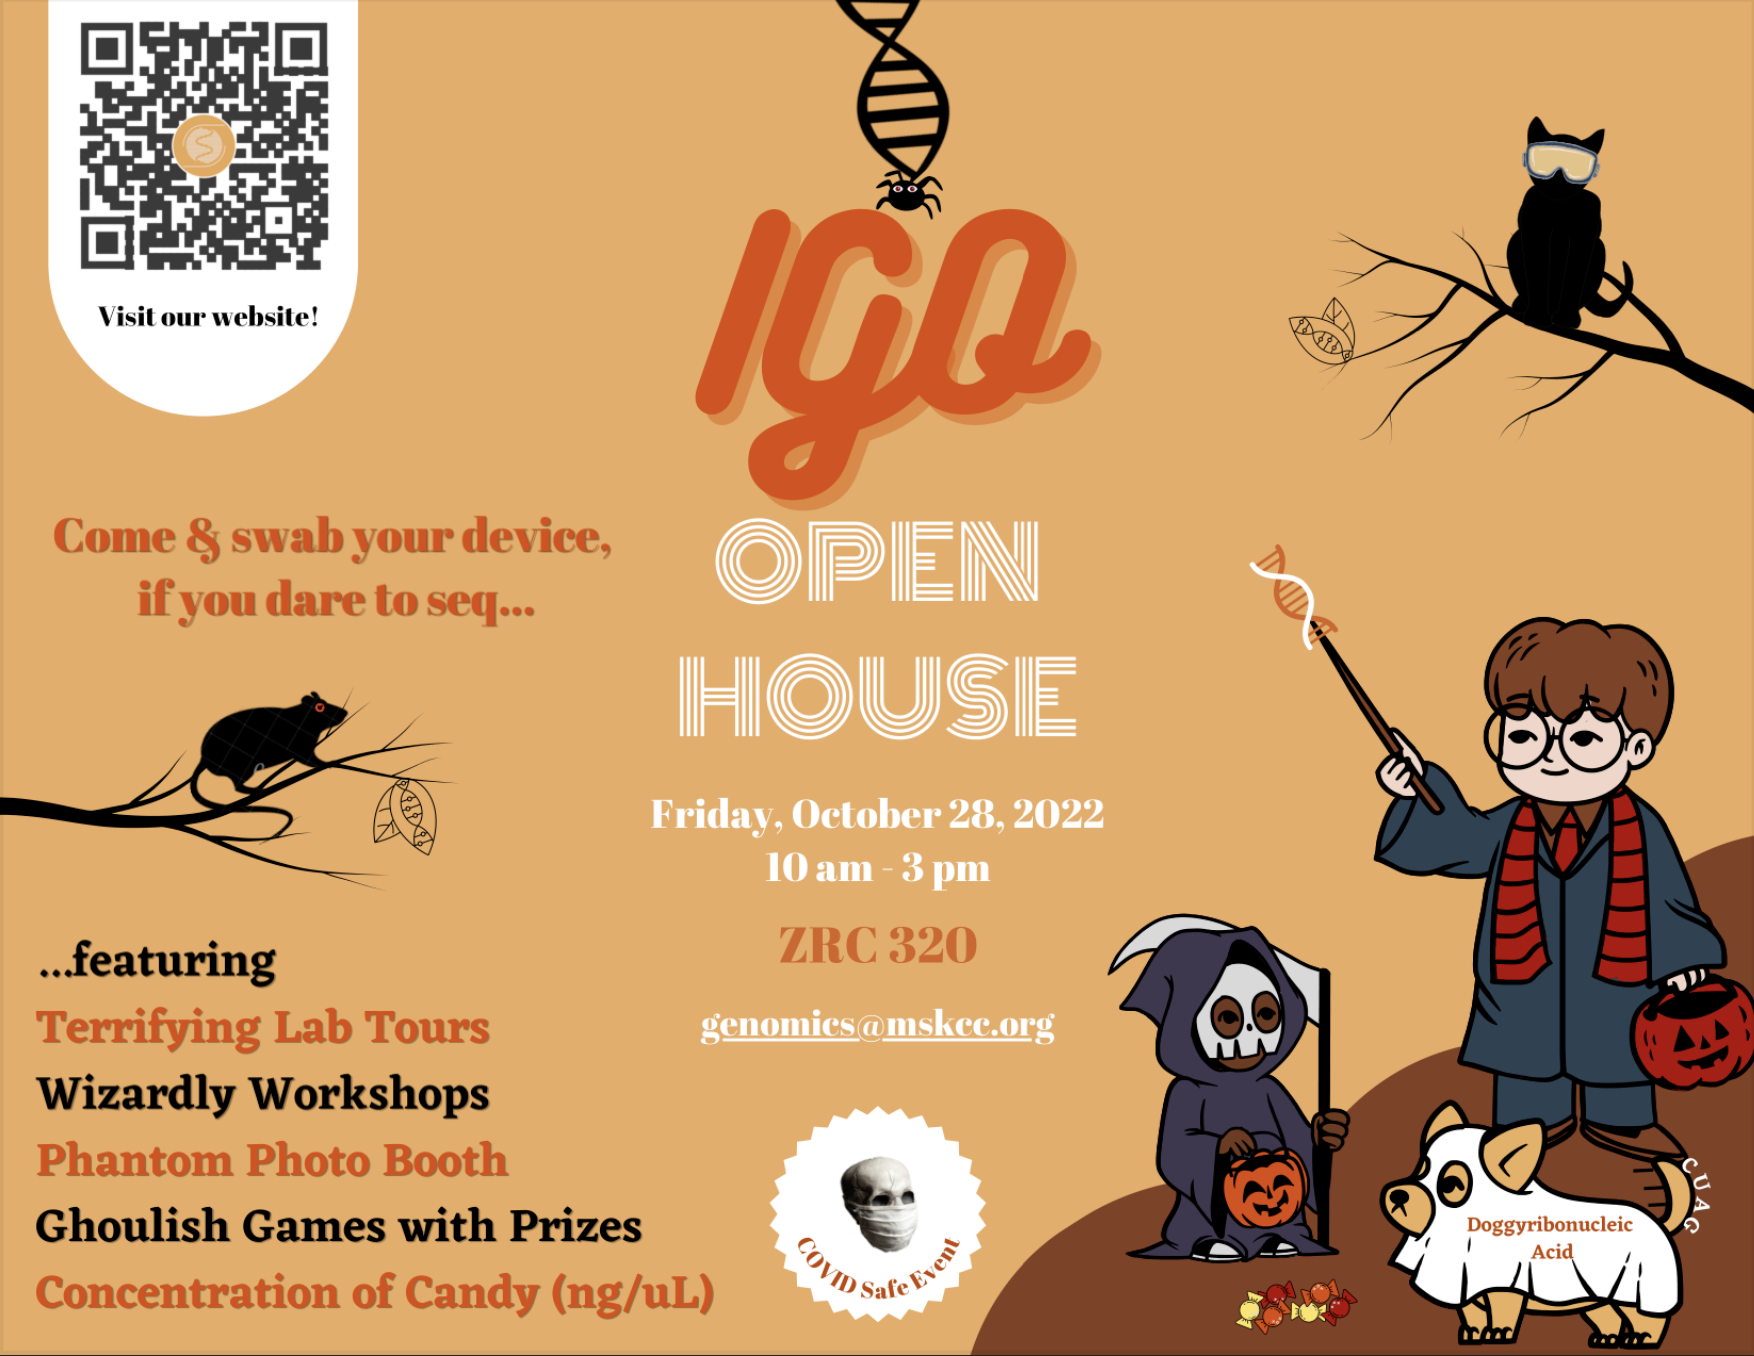 Visit our website!
IGO
OPEN
HOUSE
Come & swab your device,
if you dare to seq...
Friday, October 28, 2022
10 am - 3 pm
ZRC 320
genomics@mskcc.org
...featuring
Terrifying Lab Tours
Wizardly Workshops
Phantom Photo Booth
Ghoulish Games with Prizes
Concentration of Candy (ng/uL)
COVID Safe Event
Doggyribonucleic
Acid
CUAG